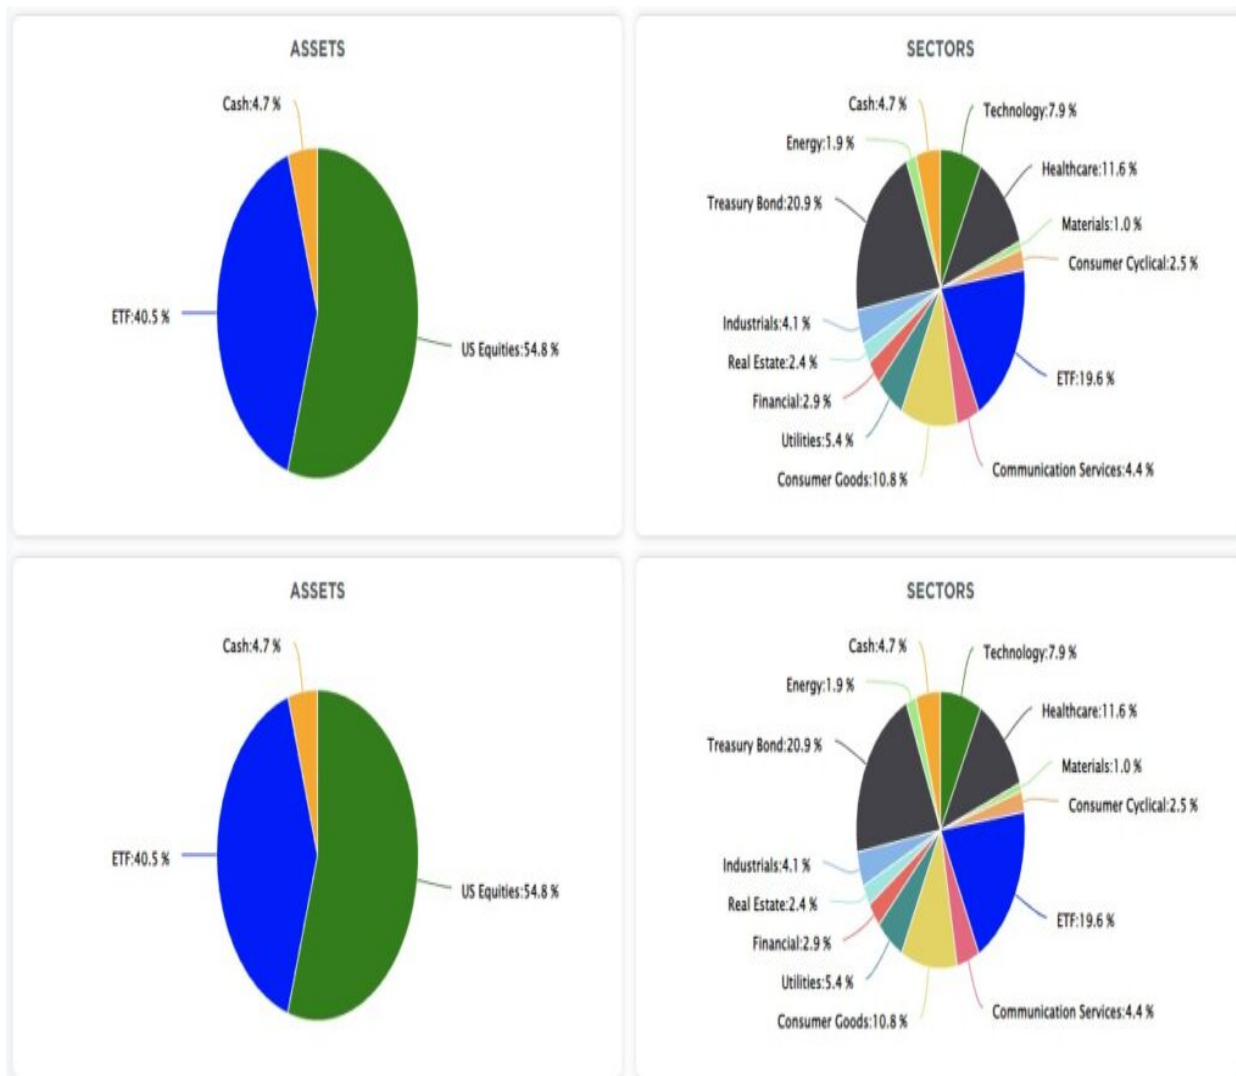 ASSETS
Cash:4.7 %
ETF:40.5 %
US Equities:54.8 %
SECTORS
Cash:4.7 %
Technology:7.9 %
Energy:1.9 %
Healthcare:11.6 %
Treasury Bond:20.9 %
Materials:1.0 %
Consumer Cyclical:2.5 %
Industrials:4.1 %
Real Estate:2.4 %
ETF:19.6 %
Financial:2.9 %
Utilities:5.4 %
Communication Services:4.4 %
Consumer Goods:10.8 %
ASSETS
Cash:4.7 %
ETF:40.5 %
US Equities:54.8 %
SECTORS
Cash:4.7 %
Technology:7.9 %
Energy:1.9 %
Healthcare:11.6 %
Treasury Bond:20.9 %
Materials:1.0 %
Consumer Cyclical:2.5 %
Industrials:4.1 %
Real Estate:2.4 %
ETF:19.6 %
Financial:2.9 %
Utilities:5.4 %
Communication Services:4.4 %
Consumer Goods:10.8 %